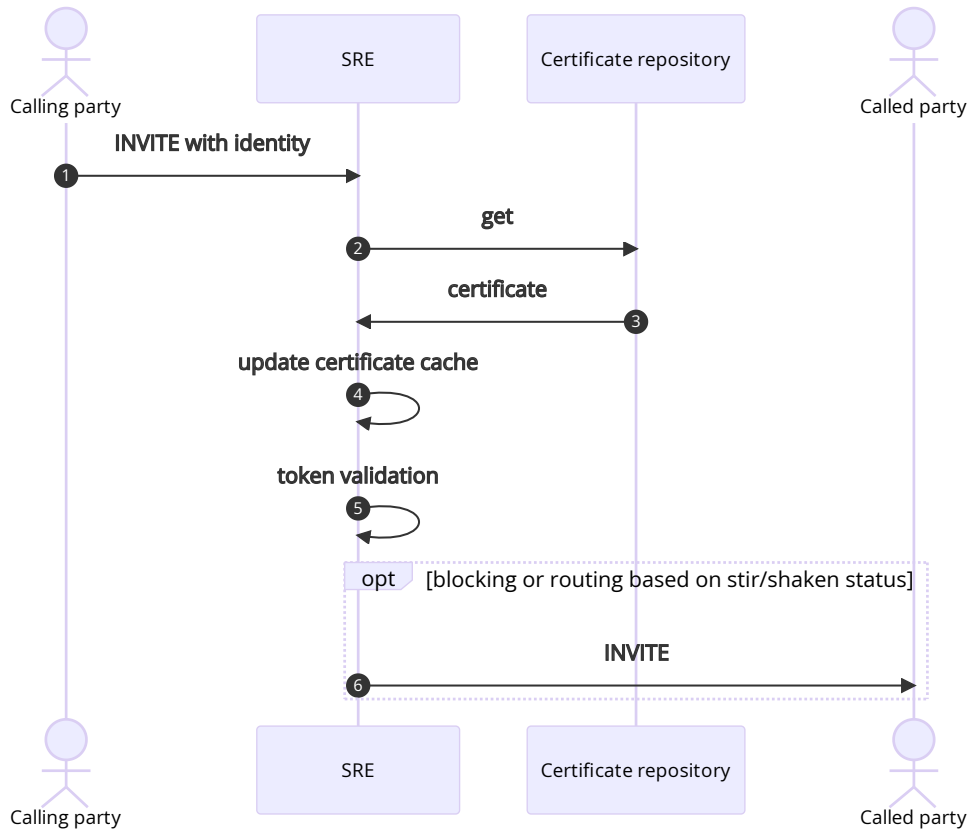 SRE
Certificate repository
Calling party
Called party
INVITE with identity
1
get
2
certificate
3
update certificate cache
4
token validation
5
opt
[blocking or routing based on stir/shaken status]
INVITE
6
SRE
Certificate repository
Calling party
Called party